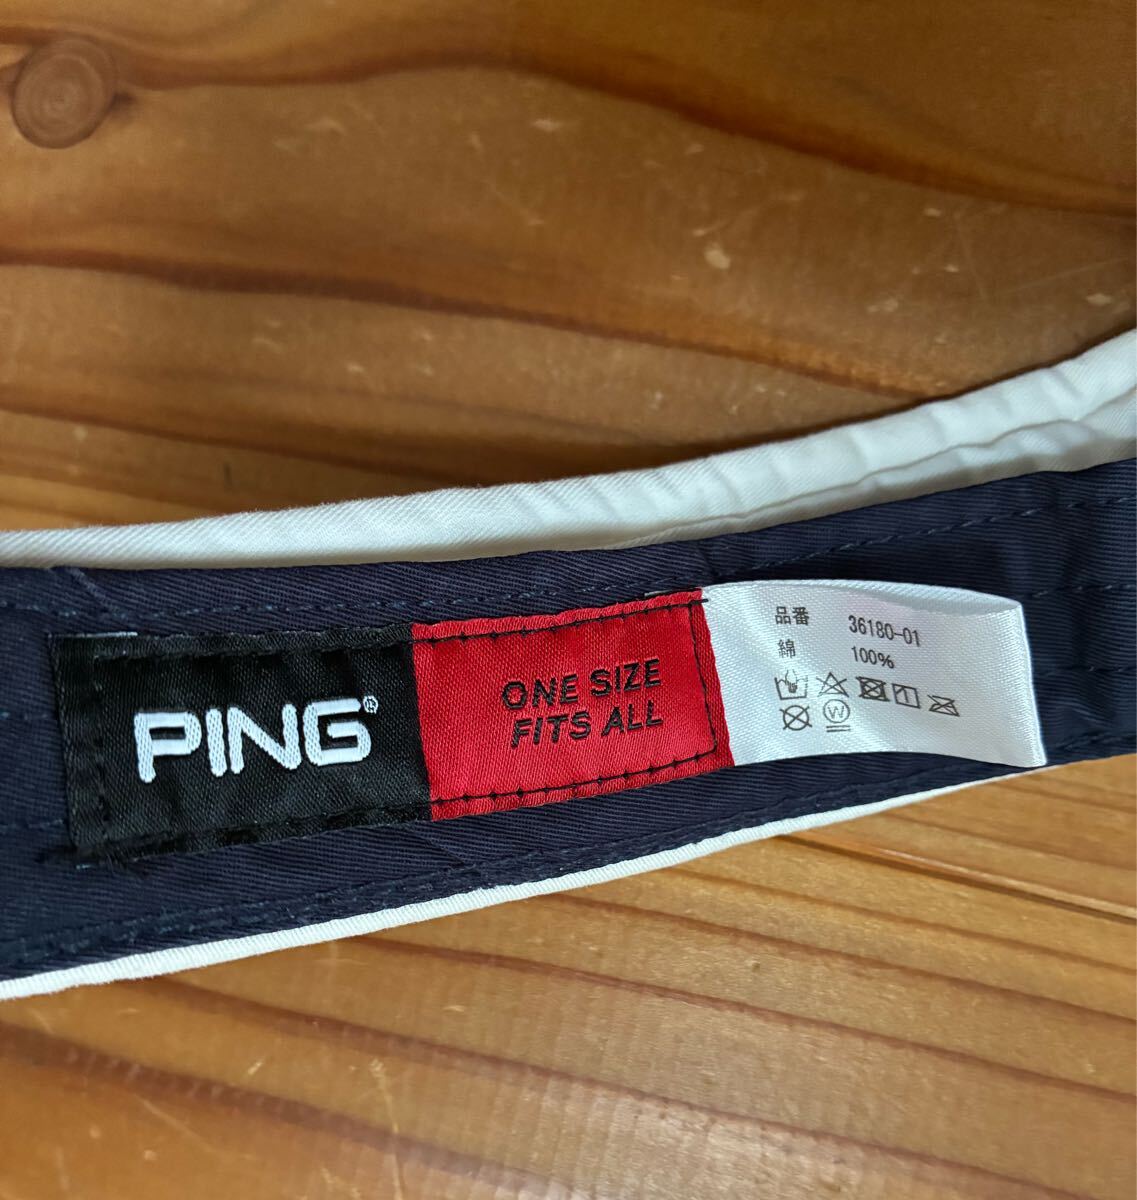 PING®
ONE SIZE
FITS ALL
品番 36180-01
綿 100%
W